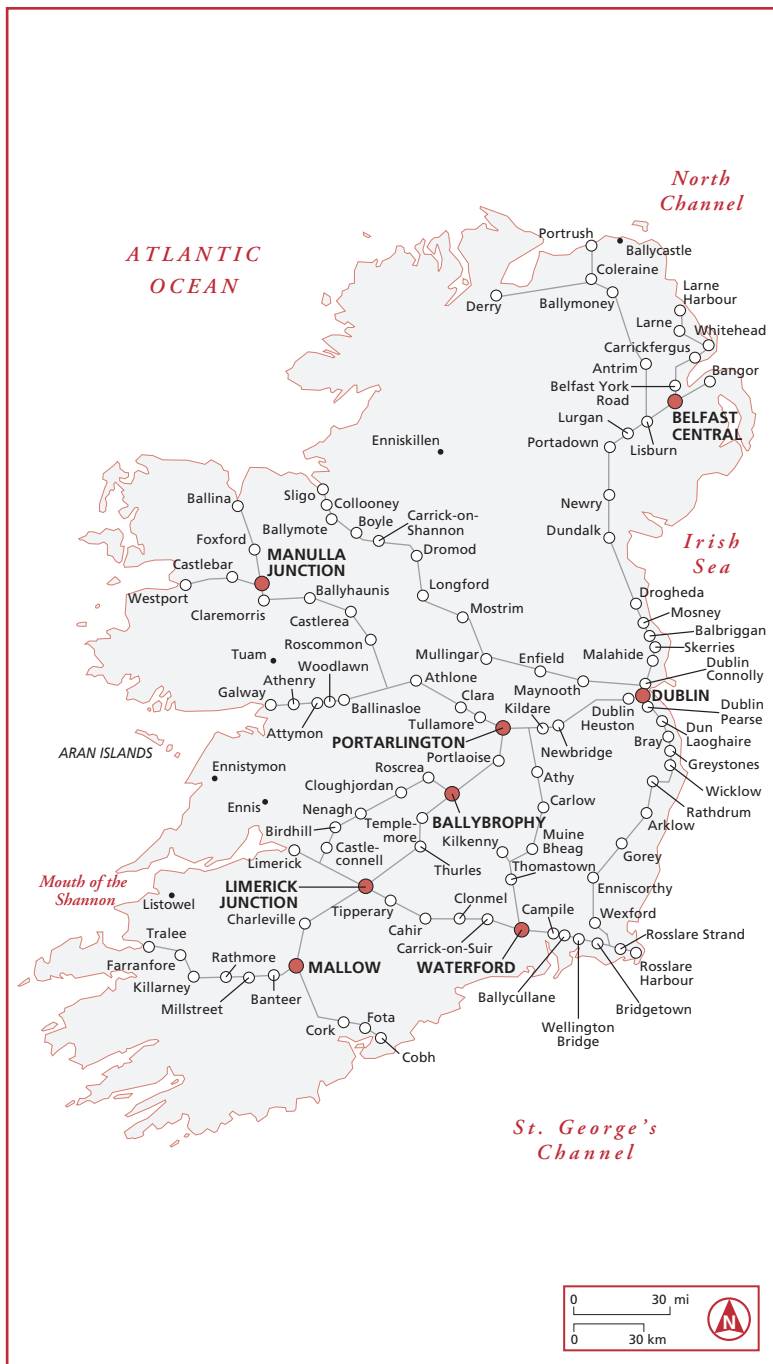 North
Channel
ATLANTIC
OCEAN
Portrush
Ballycastle
Coleraine
Derry
Ballymoney
Larne
Harbour
Larne
Whitehead
Carrickfergus
Antrim
Bangor
Belfast York
Road
BELFAST
CENTRAL
Lurgan
Lisburn
Portadown
Enniskillen
Newry
Dundalk
Irish
Sea
Ballina
Sligo
Collooney
Ballymote
Boyle
Carrick-on-
Shannon
Foxford
Dromod
MANULLA
JUNCTION
Castlebar
Westport
Claremorris
Ballyhaunis
Longford
Drogheda
Mosney
Castlerea
Mostrim
Balbriggan
Skerries
Roscommon
Tuam
Mullingar
Enfield
Malahide
Woodlawn
Athenry
Athlone
Maynooth
Dublin
Connolly
DUBLIN
Galway
Attymon
Ballinasloe
Clara
Kildare
Dublin
Heuston
Dublin
Pearse
Tullamore
Dun
Laoghaire
PORTARLINGTON
Newbridge
Bray
ARAN ISLANDS
Portlaoise
Greystones
Ennistymon
Roscrea
Athy
Wicklow
Cloughjordan
Ennis
Nenagh
BALLYBROPHY
Carlow
Rathdrum
Birdhill
Temple-
more
Muine
Bheag
Arklow
Kilkenny
Castle-
connell
Limerick
Thurles
Thomastown
Gorey
Mouth of the
Shannon
LIMERICK
JUNCTION
Enniscorthy
Listowel
Tipperary
Clonmel
Charleville
Cahir
Campile
Wexford
Tralee
Carrick-on-Suir
Rosslare Strand
Farranfore
Rathmore
MALLOW
WATERFORD
Rosslare
Harbour
Killarney
Millstreet
Banteer
Ballycullane
Bridgetown
Cork
Fota
Wellington
Bridge
Cobh
St. George's
Channel
0 30 mi
0 30 km
N